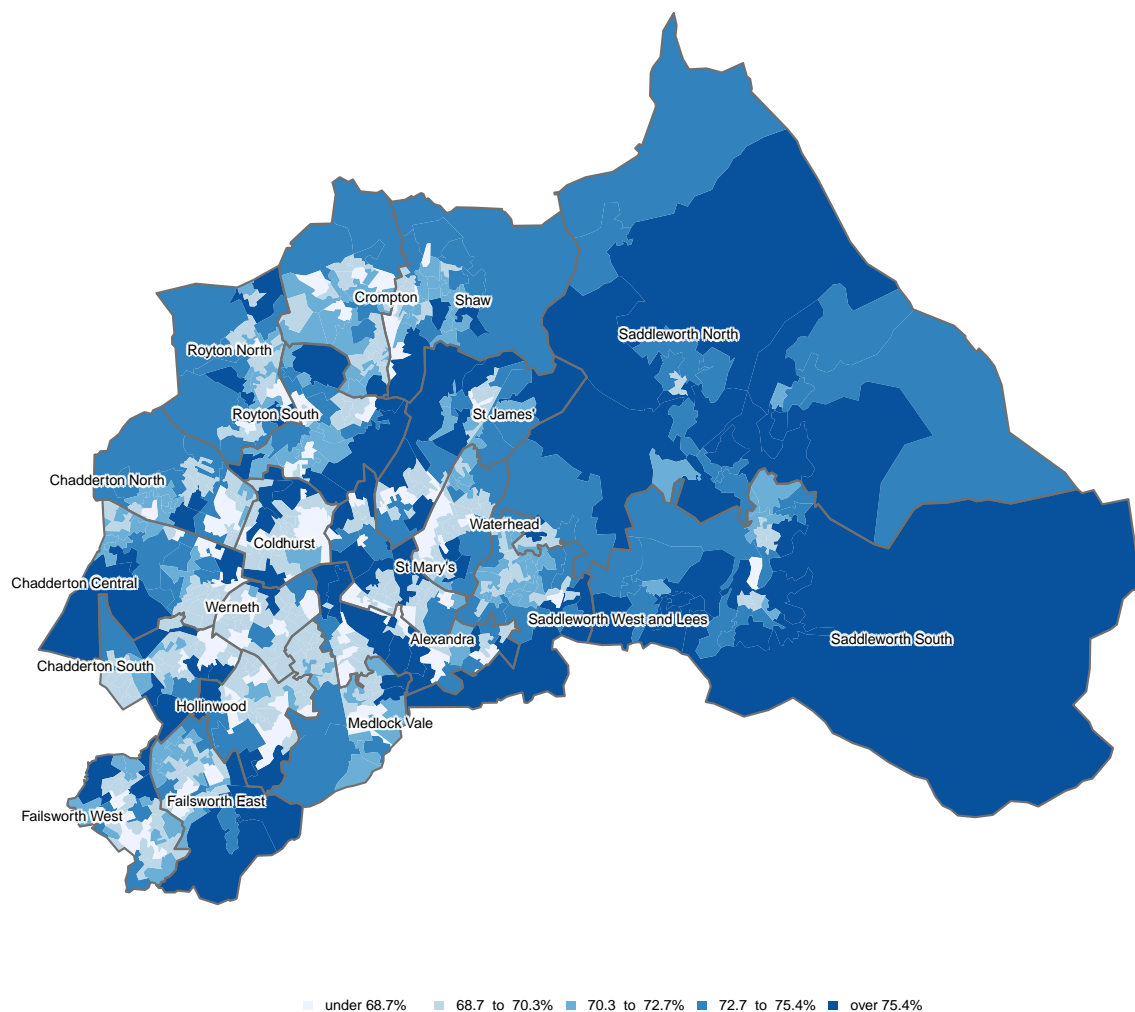 Crompton
Shaw
Saddleworth North
Royton North
Royton South
St James'
Chadderton North
Waterhead
Coldhurst
St Mary's
Chadderton Central
Werneth
Saddleworth West and Lees
Alexandra
Saddleworth South
Chadderton South
Hollinwood
Medlock Vale
Failsworth East
Failsworth West
under 68.7% 68.7 to 70.3% 70.3 to 72.7% 72.7 to 75.4% over 75.4%